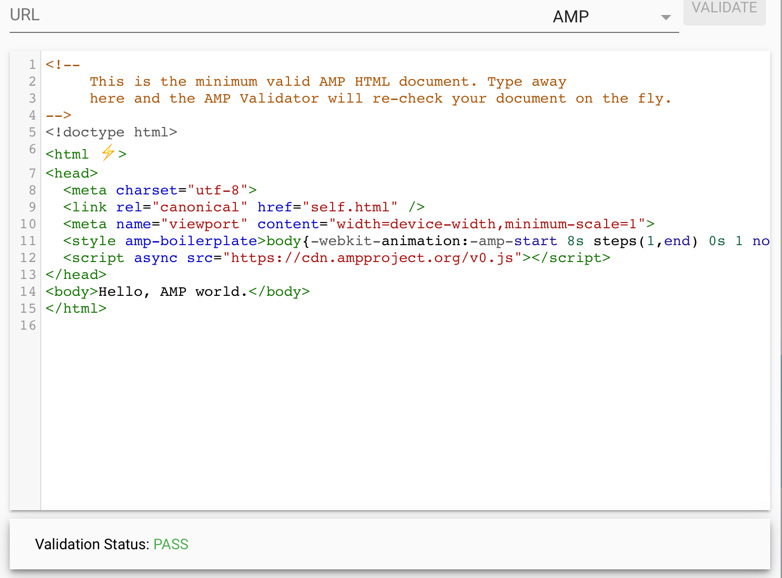 URL AMP VALIDATE
1 <!--
2 This is the minimum valid AMP HTML document. Type away
3 here and the AMP Validator will re-check your document on the fly.
4 -->
5 <!doctype html>
6 <html ⚡>
7 <head>
8 <meta charset="utf-8">
9 <link rel="canonical" href="self.html" />
10 <meta name="viewport" content="width=device-width,minimum-scale=1">
11 <style amp-boilerplate>body{-webkit-animation:-amp-start 8s steps(1,end) 0s 1 no
12 <script async src="https://cdn.ampproject.org/v0.js"></script>
13 </head>
14 <body>Hello, AMP world.</body>
15 </html>
16
Validation Status: PASS